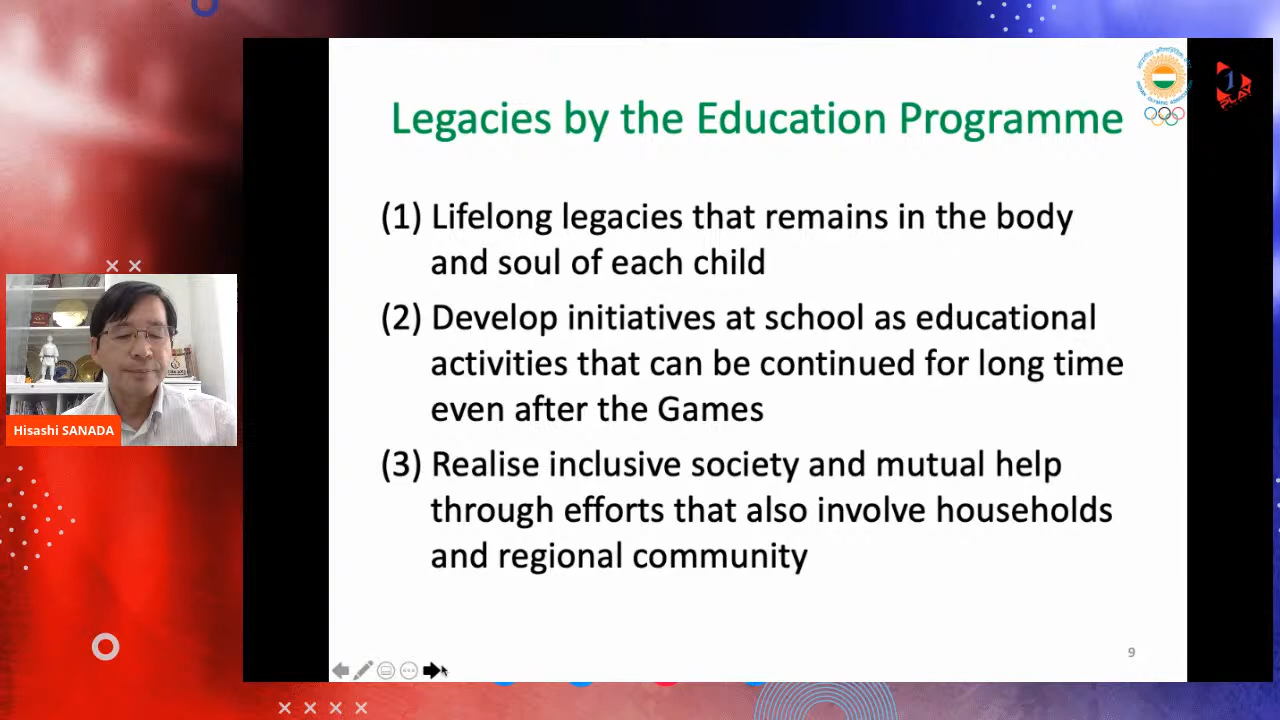 Legacies by the Education Programme
(1) Lifelong legacies that remains in the body
and soul of each child
(2) Develop initiatives at school as educational
activities that can be continued for long time
even after the Games
(3) Realise inclusive society and mutual help
through efforts that also involve households
and regional community
9
Hisashi SANADA
1
PLAY